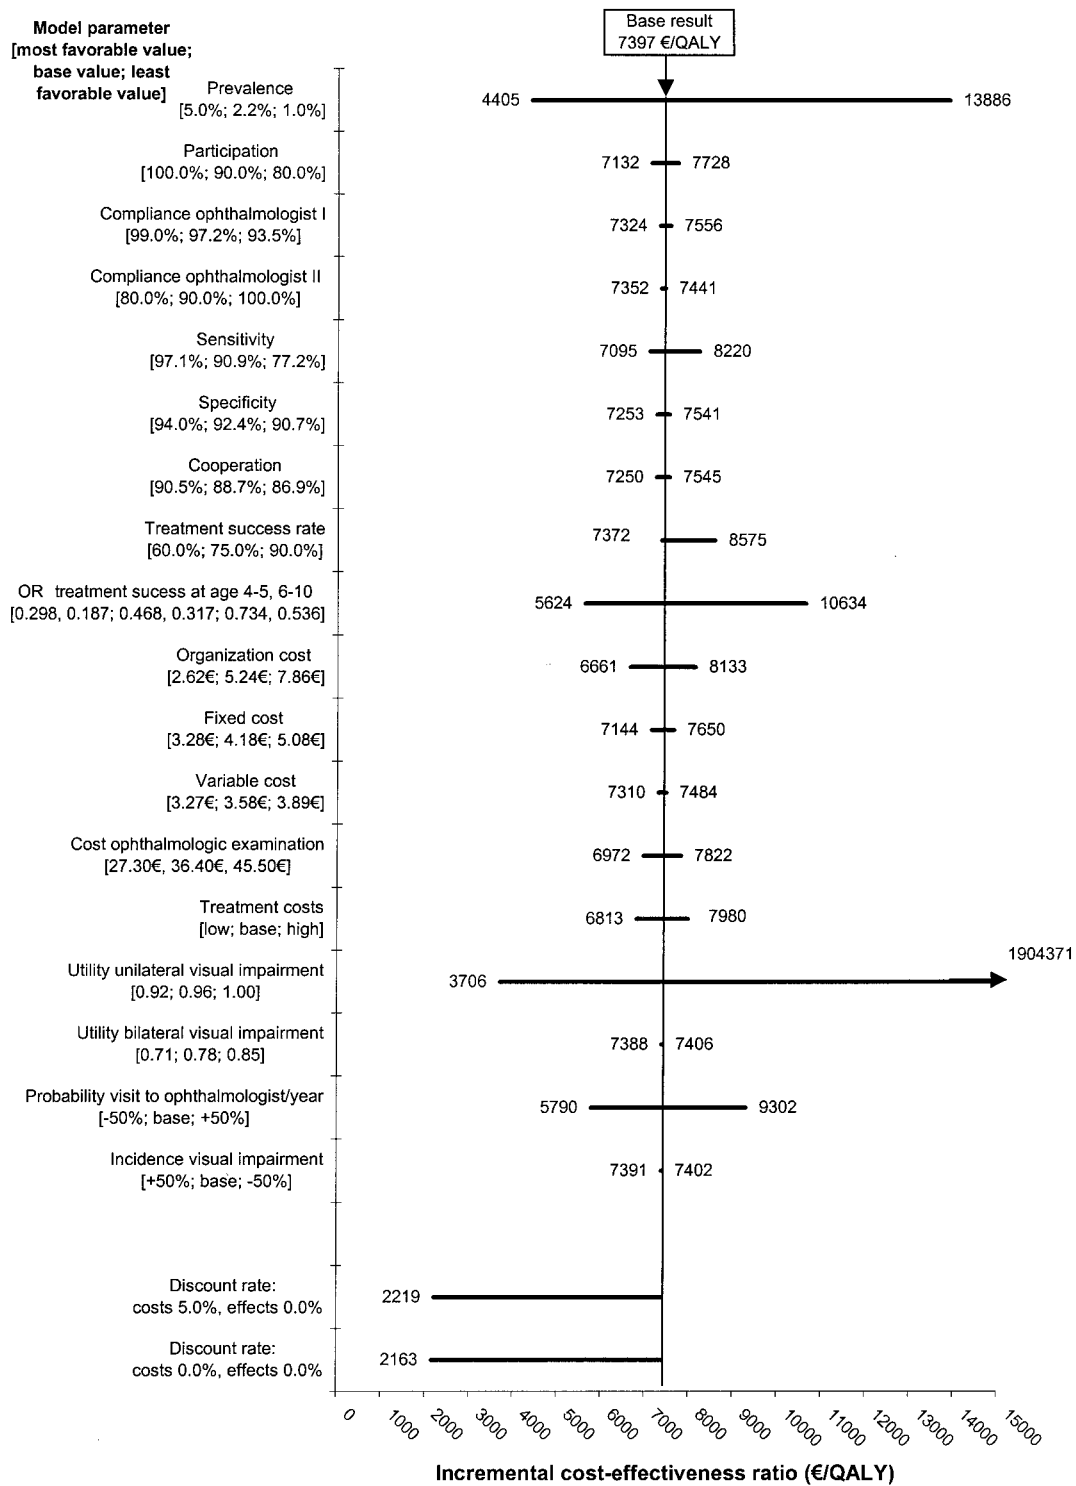 Model parameter
[most favorable value;
base value; least
favorable value]
Base result
7397 €/QALY
Prevalence
[5.0%; 2.2%; 1.0%]
4405 13886
Participation
[100.0%; 90.0%; 80.0%]
7132 7728
Compliance ophthalmologist I
[99.0%; 97.2%; 93.5%]
7324 7556
Compliance ophthalmologist II
[80.0%; 90.0%; 100.0%]
7352 7441
Sensitivity
[97.1%; 90.9%; 77.2%]
7095 8220
Specificity
[94.0%; 92.4%; 90.7%]
7253 7541
Cooperation
[90.5%; 88.7%; 86.9%]
7250 7545
Treatment success rate
[60.0%; 75.0%; 90.0%]
7372 8575
OR treatment sucess at age 4-5, 6-10
[0.298, 0.187; 0.468, 0.317; 0.734, 0.536]
5624 10634
Organization cost
[2.62€; 5.24€; 7.86€]
6661 8133
Fixed cost
[3.28€; 4.18€; 5.08€]
7144 7650
Variable cost
[3.27€; 3.58€; 3.89€]
7310 7484
Cost ophthalmologic examination
[27.30€, 36.40€, 45.50€]
6972 7822
Treatment costs
[low; base; high]
6813 7980
Utility unilateral visual impairment
[0.92; 0.96; 1.00]
3706 1904371
Utility bilateral visual impairment
[0.71; 0.78; 0.85]
7388 7406
Probability visit to ophthalmologist/year
[-50%; base; +50%]
5790 9302
Incidence visual impairment
[+50%; base; -50%]
7391 7402
Discount rate:
costs 5.0%, effects 0.0%
2219
Discount rate:
costs 0.0%, effects 0.0%
2163
0 1000 2000 3000 4000 5000 6000 7000 8000 9000 10000 11000 12000 13000 14000 15000
Incremental cost-effectiveness ratio (€/QALY)